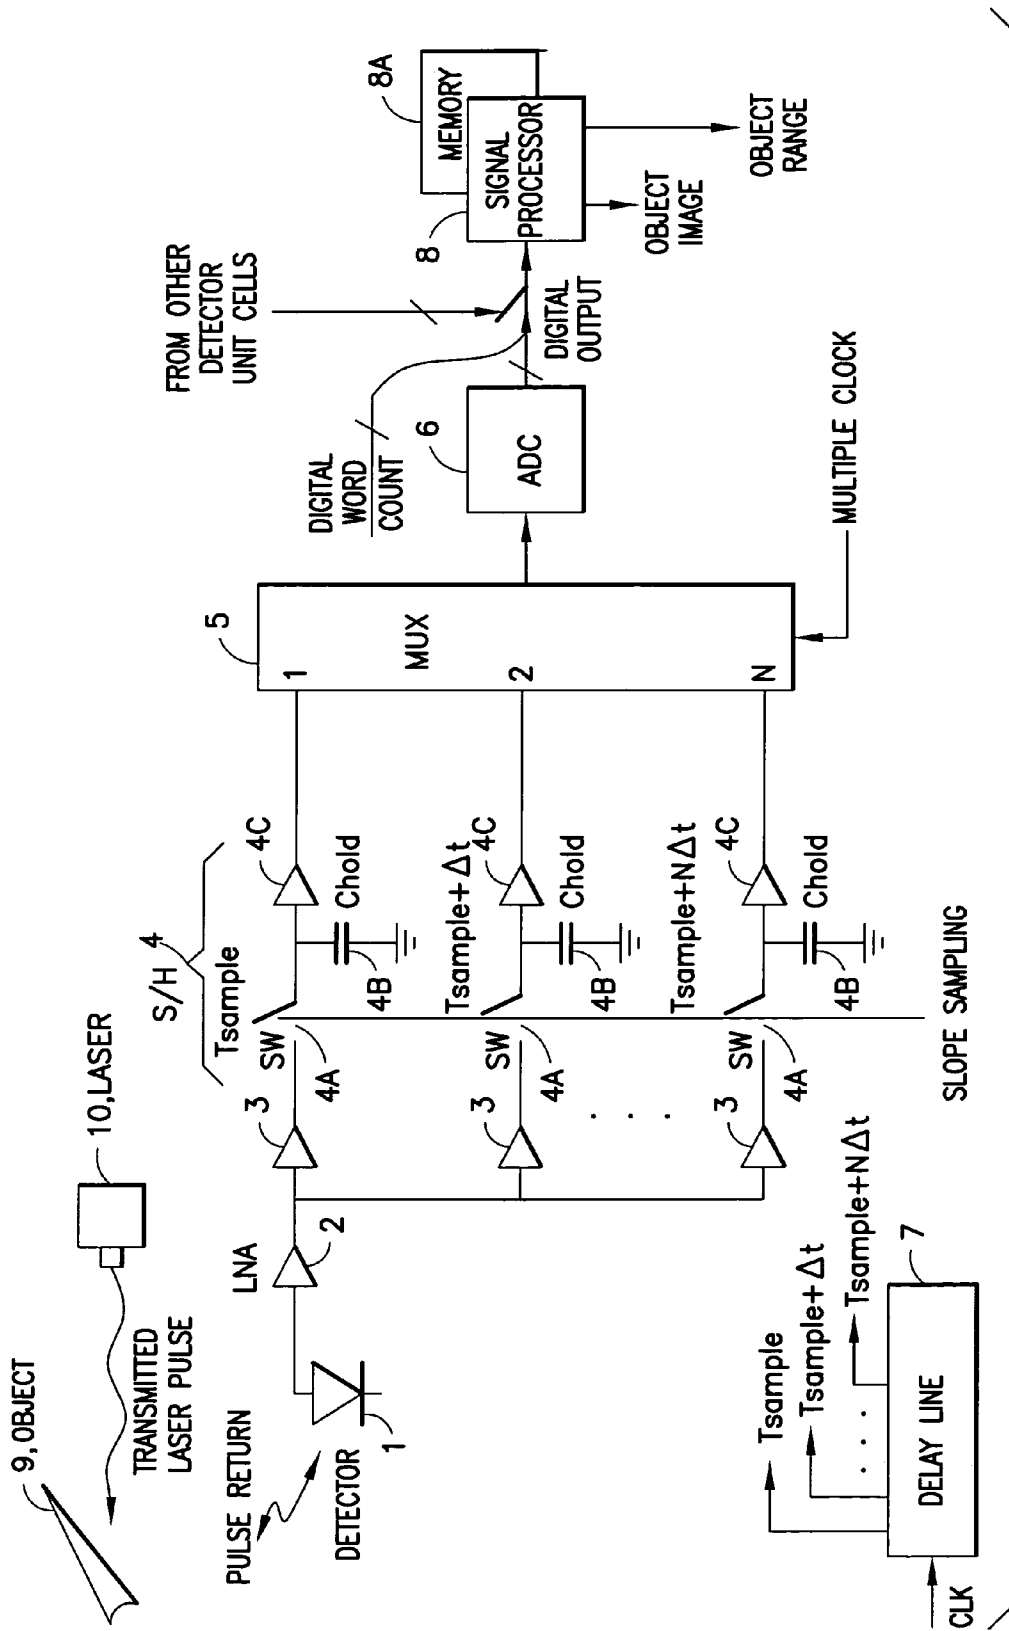 9, OBJECT
10, LASER
TRANSMITTED
LASER PULSE
PULSE RETURN
DETECTOR
1
LNA
2
3
3
3
S/H
4
Tsample
SW
4A
4B
Chold
4C
Tsample+Δt
SW
4A
4B
Chold
4C
. . .
Tsample+NΔt
SW
4A
4B
Chold
4C
SLOPE SAMPLING
5
MUX
1
2
N
MULTIPLE CLOCK
DIGITAL
WORD
COUNT
6
ADC
DIGITAL
OUTPUT
FROM OTHER
DETECTOR
UNIT CELLS
8
SIGNAL
PROCESSOR
8A
MEMORY
OBJECT
IMAGE
OBJECT
RANGE
CLK
DELAY LINE
7
Tsample
Tsample+Δt
. . .
Tsample+NΔt